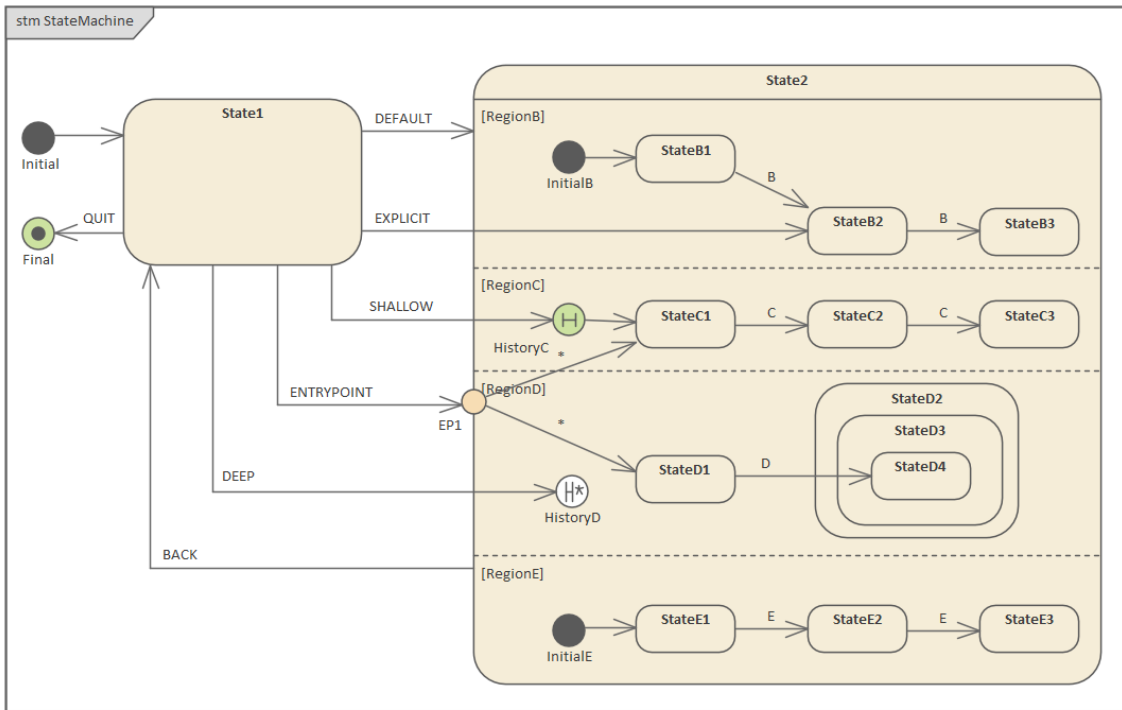 stm StateMachine
State1
State2
DEFAULT
[RegionB]
Initial
InitialB
StateB1
B
StateB2
B
StateB3
QUIT
Final
EXPLICIT
[RegionC]
SHALLOW
HistoryC
StateC1
C
StateC2
C
StateC3
*
ENTRYPOINT
EP1
[RegionD]
*
StateD1
D
StateD2
StateD3
StateD4
DEEP
HistoryD
BACK
[RegionE]
InitialE
StateE1
E
StateE2
E
StateE3